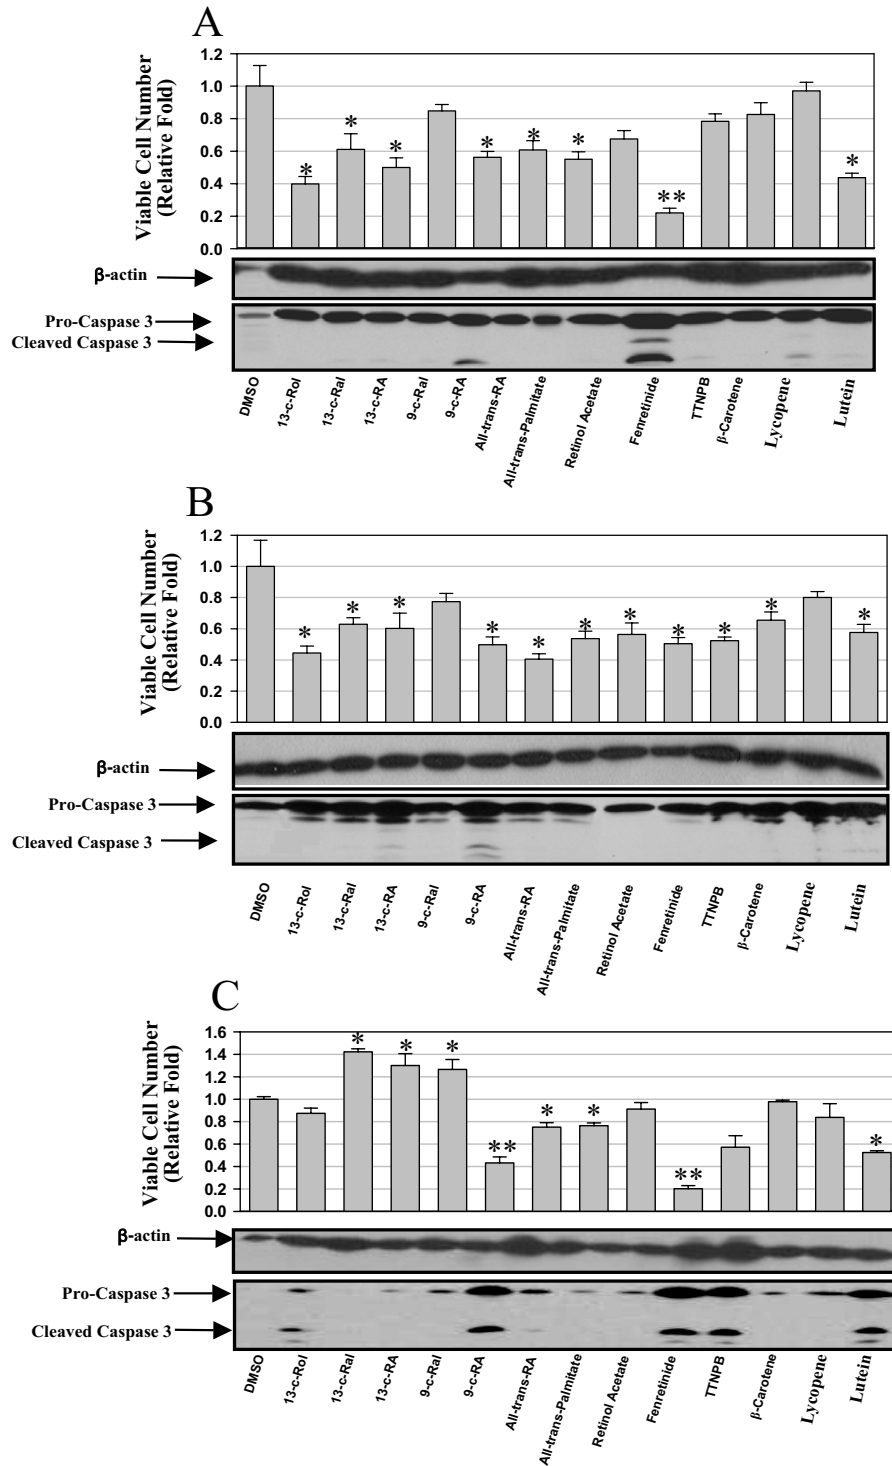 A
Viable Cell Number
(Relative Fold)
1.2
1.0
0.8
0.6
0.4
0.2
0.0
* * * * * * ** *
β-actin
Pro-Caspase 3
Cleaved Caspase 3
DMSO
13-c-Rol
13-c-Ral
13-c-RA
9-c-Ral
9-c-RA
All-trans-RA
All-trans-Palmitate
Retinol Acetate
Fenretinide
TTNPB
β-Carotene
Lycopene
Lutein
B
Viable Cell Number
(Relative Fold)
1.2
1.0
0.8
0.6
0.4
0.2
0.0
* * * * * * * * * * *
β-actin
Pro-Caspase 3
Cleaved Caspase 3
DMSO
13-c-Rol
13-c-Ral
13-c-RA
9-c-Ral
9-c-RA
All-trans-RA
All-trans-Palmitate
Retinol Acetate
Fenretinide
TTNPB
β-Carotene
Lycopene
Lutein
C
Viable Cell Number
(Relative Fold)
1.6
1.4
1.2
1.0
0.8
0.6
0.4
0.2
0.0
* * * ** * * ** *
β-actin
Pro-Caspase 3
Cleaved Caspase 3
DMSO
13-c-Rol
13-c-Ral
13-c-RA
9-c-Ral
9-c-RA
All-trans-RA
All-trans-Palmitate
Retinol Acetate
Fenretinide
TTNPB
β-Carotene
Lycopene
Lutein